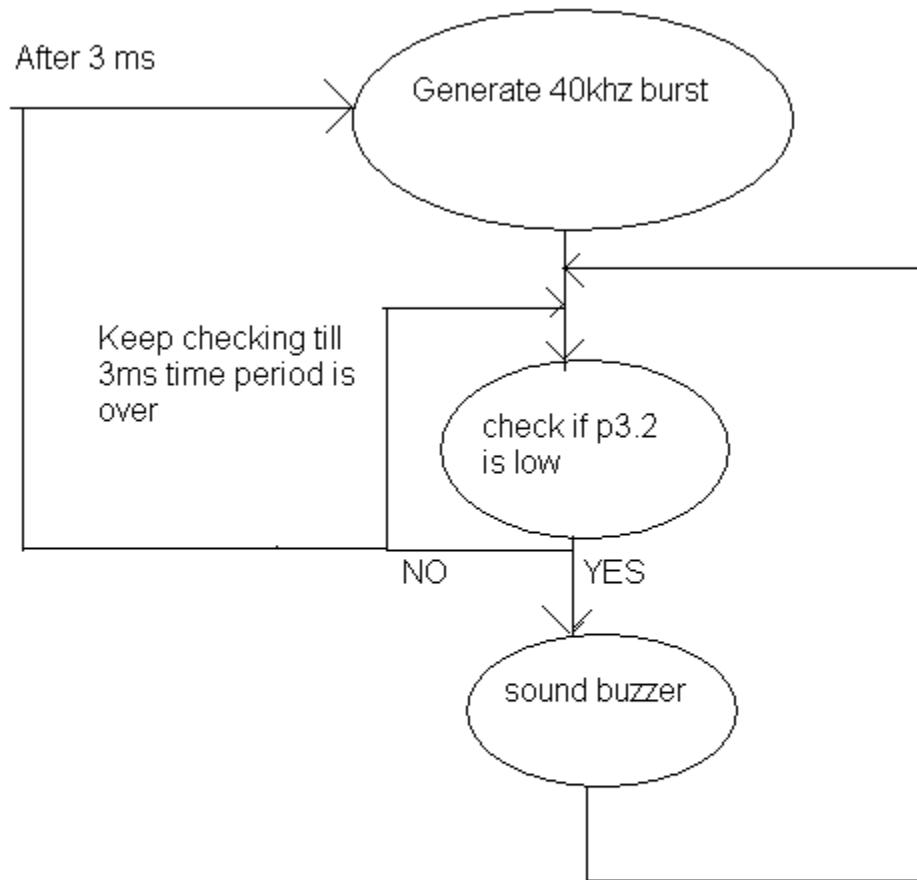 After 3 ms
Generate 40khz burst
Keep checking till
3ms time period is
over
check if p3.2
is low
NO
YES
sound buzzer